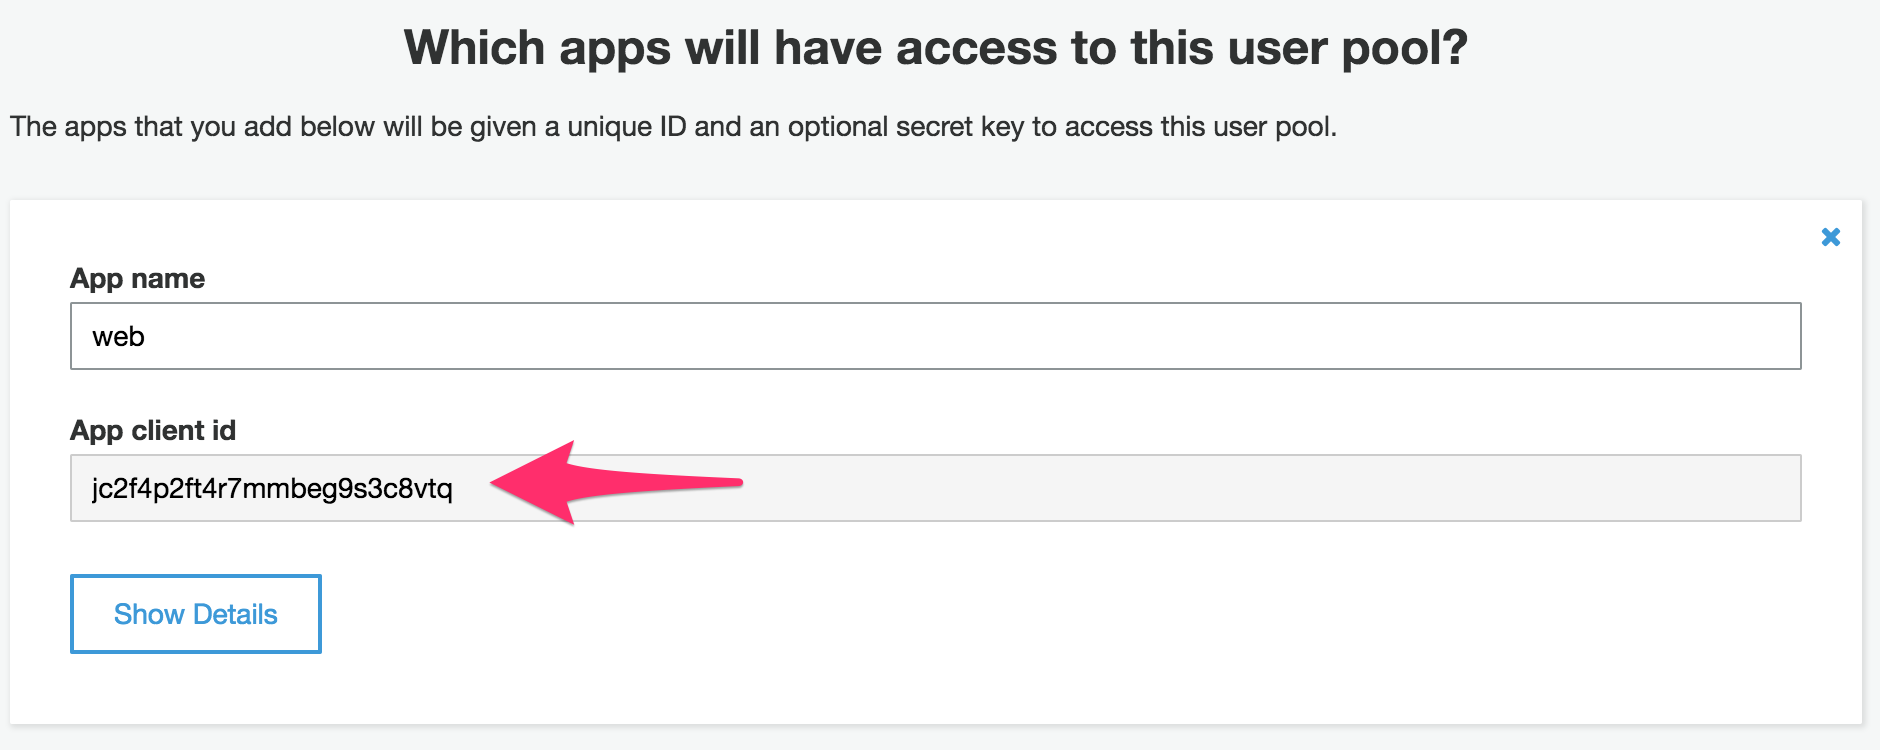 Which apps will have access to this user pool?
The apps that you add below will be given a unique ID and an optional secret key to access this user pool.
App name
web
App client id
jc2f4p2ft4r7mmbeg9s3c8vtq
Show Details